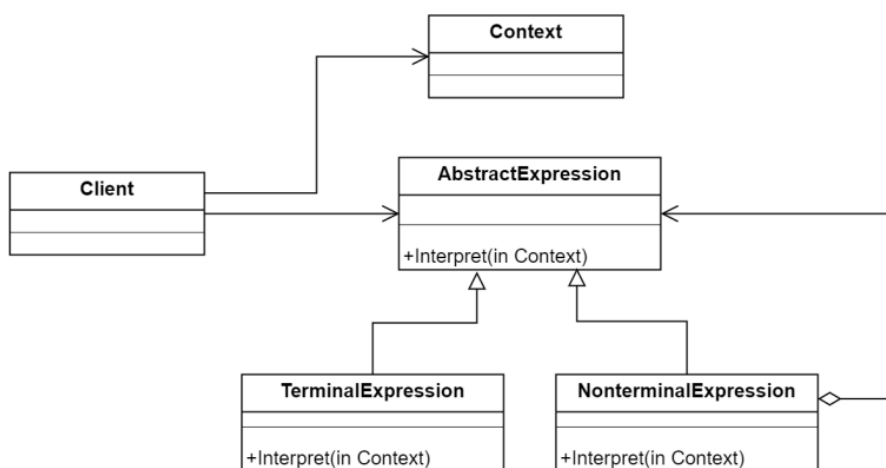 Context
Client
AbstractExpression
+Interpret(in Context)
TerminalExpression
NonterminalExpression
+Interpret(in Context)
+Interpret(in Context)